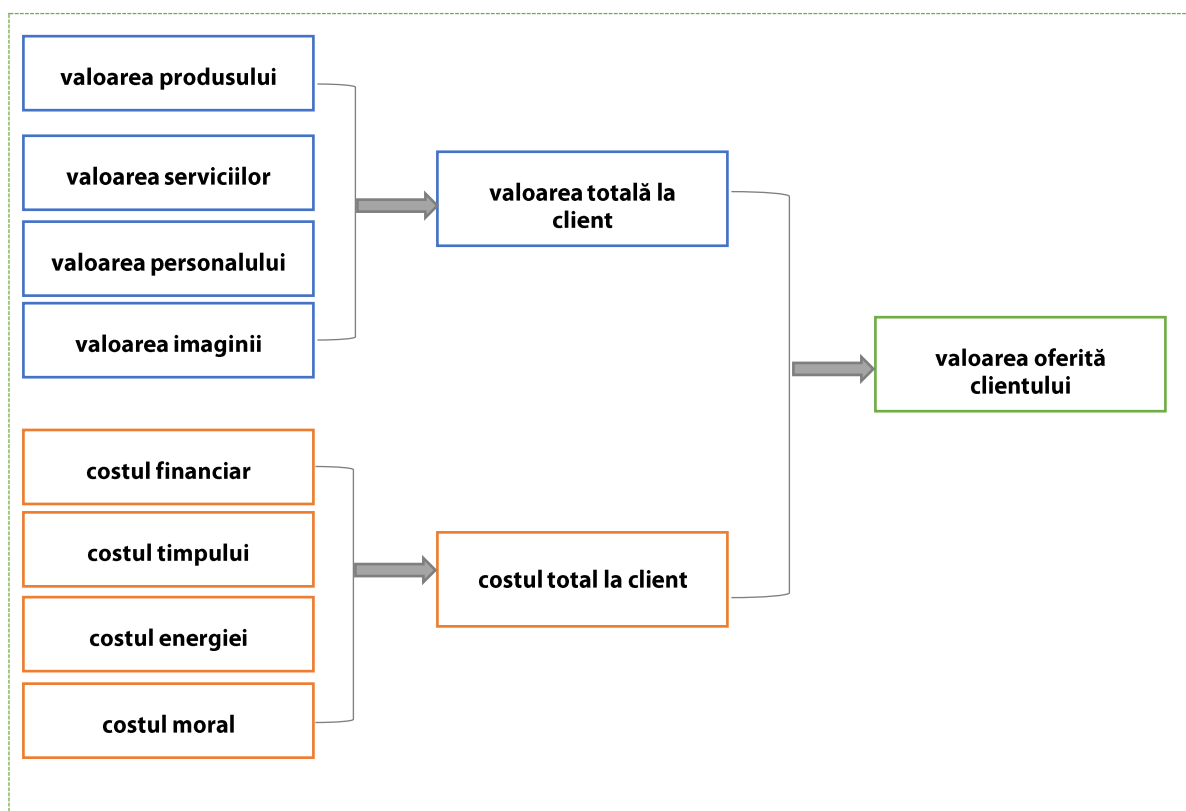 valoarea produsului
valoarea serviciilor
valoarea personalului
valoarea imaginii
valoarea totală la
client
costul financiar
costul timpului
costul energiei
costul moral
costul total la client
valoarea oferită
clientului